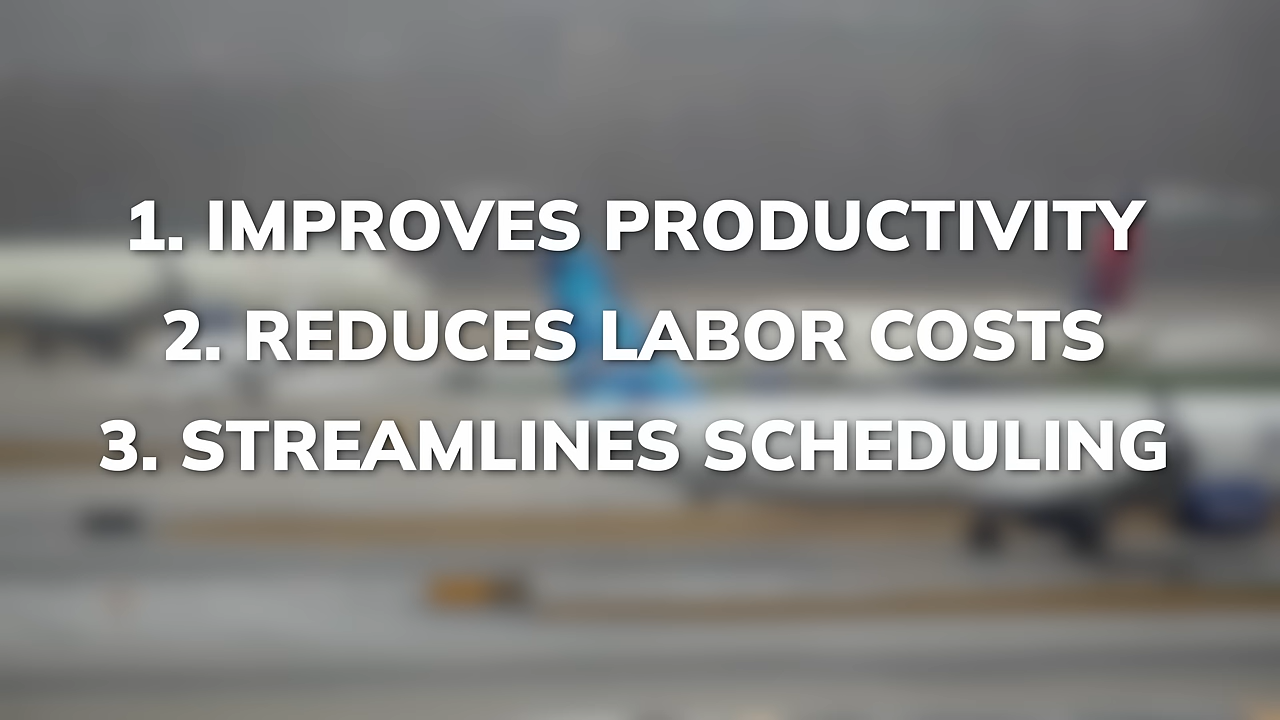 1. IMPROVES PRODUCTIVITY
2. REDUCES LABOR COSTS
3. STREAMLINES SCHEDULING